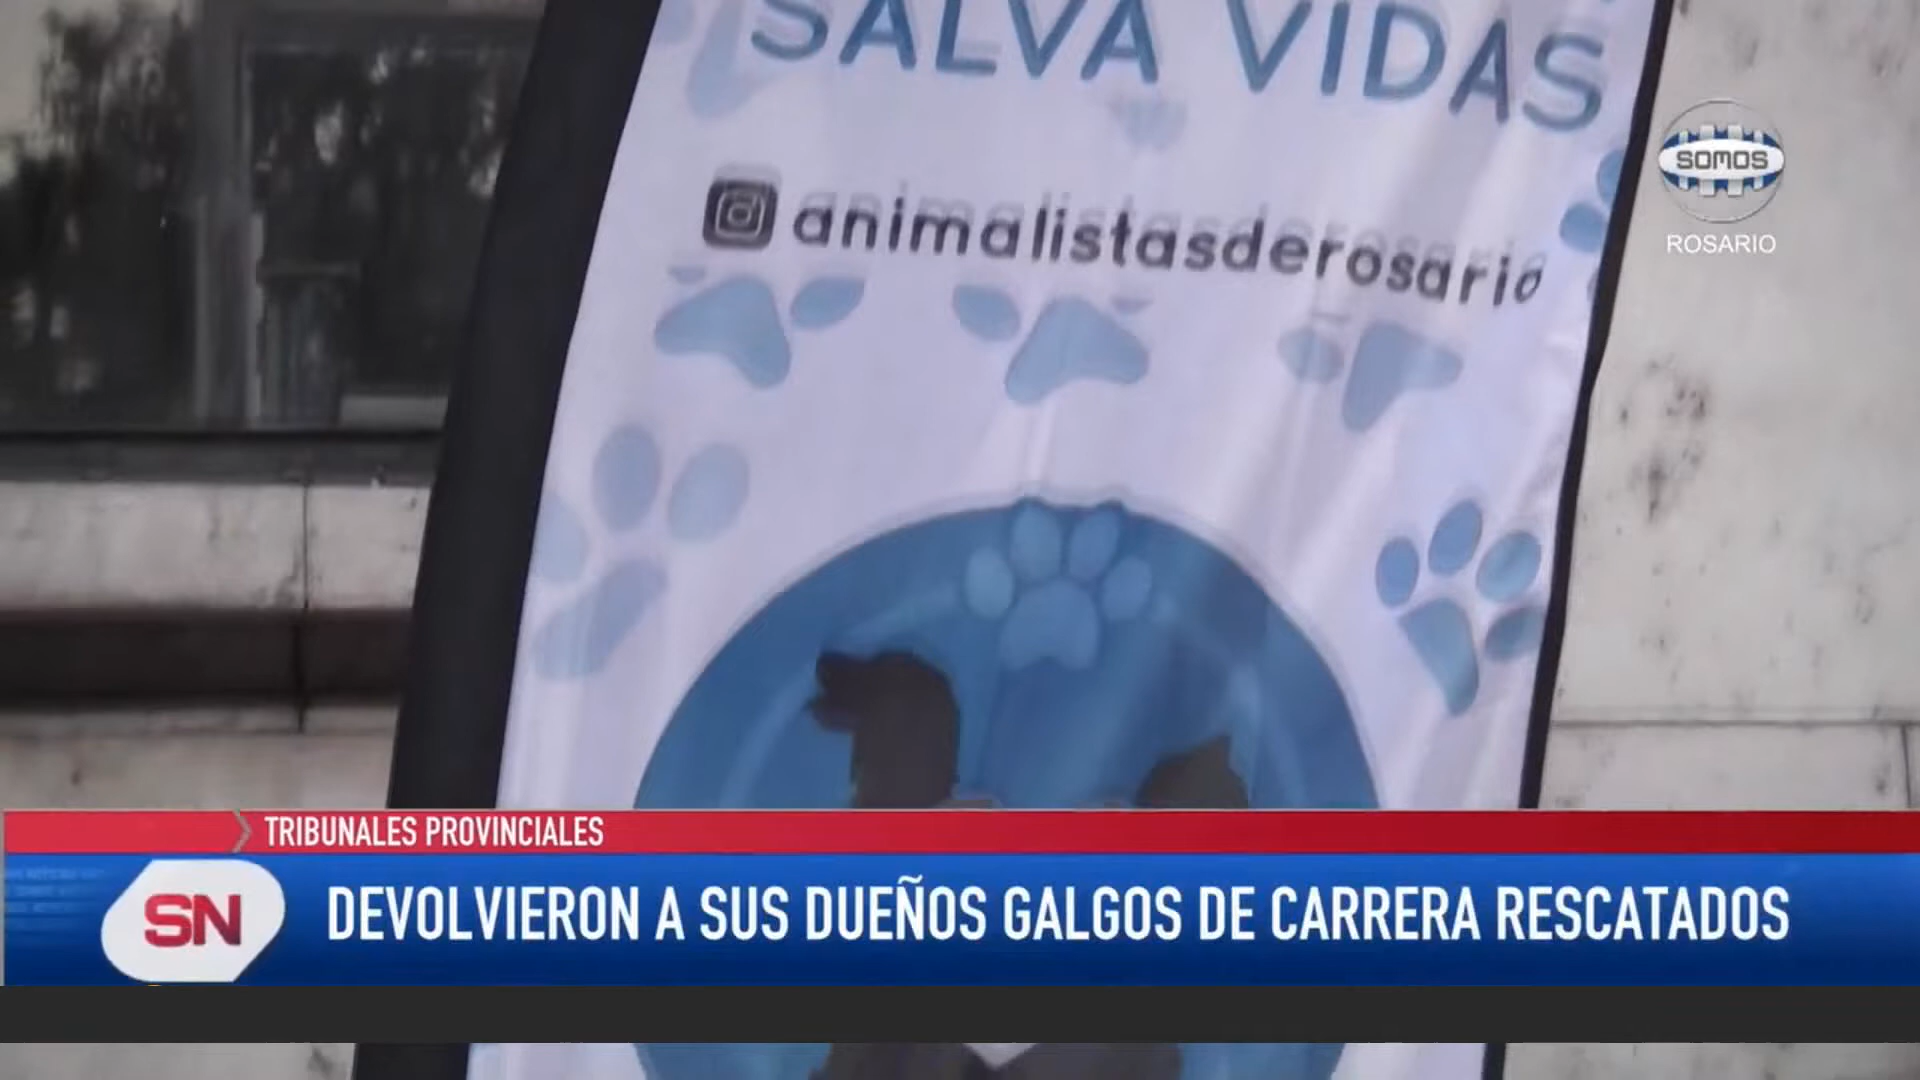 SALVA VIDAS
animalistasderosario
SOMOS
ROSARIO
TRIBUNALES PROVINCIALES
SN
DEVOLVIERON A SUS DUEÑOS GALGOS DE CARRERA RESCATADOS